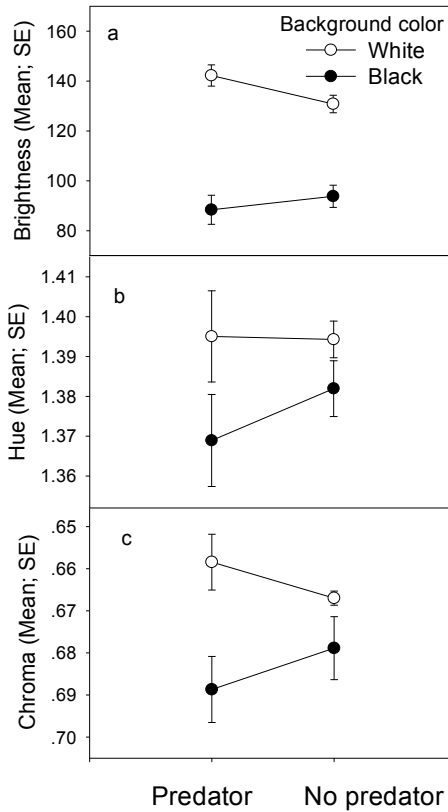 Background color
White
Black
a
Brightness (Mean; SE)
160
140
120
100
80
b
Hue (Mean; SE)
1.41
1.40
1.39
1.38
1.37
1.36
c
Chroma (Mean; SE)
.65
.66
.67
.68
.69
.70
Predator No predator